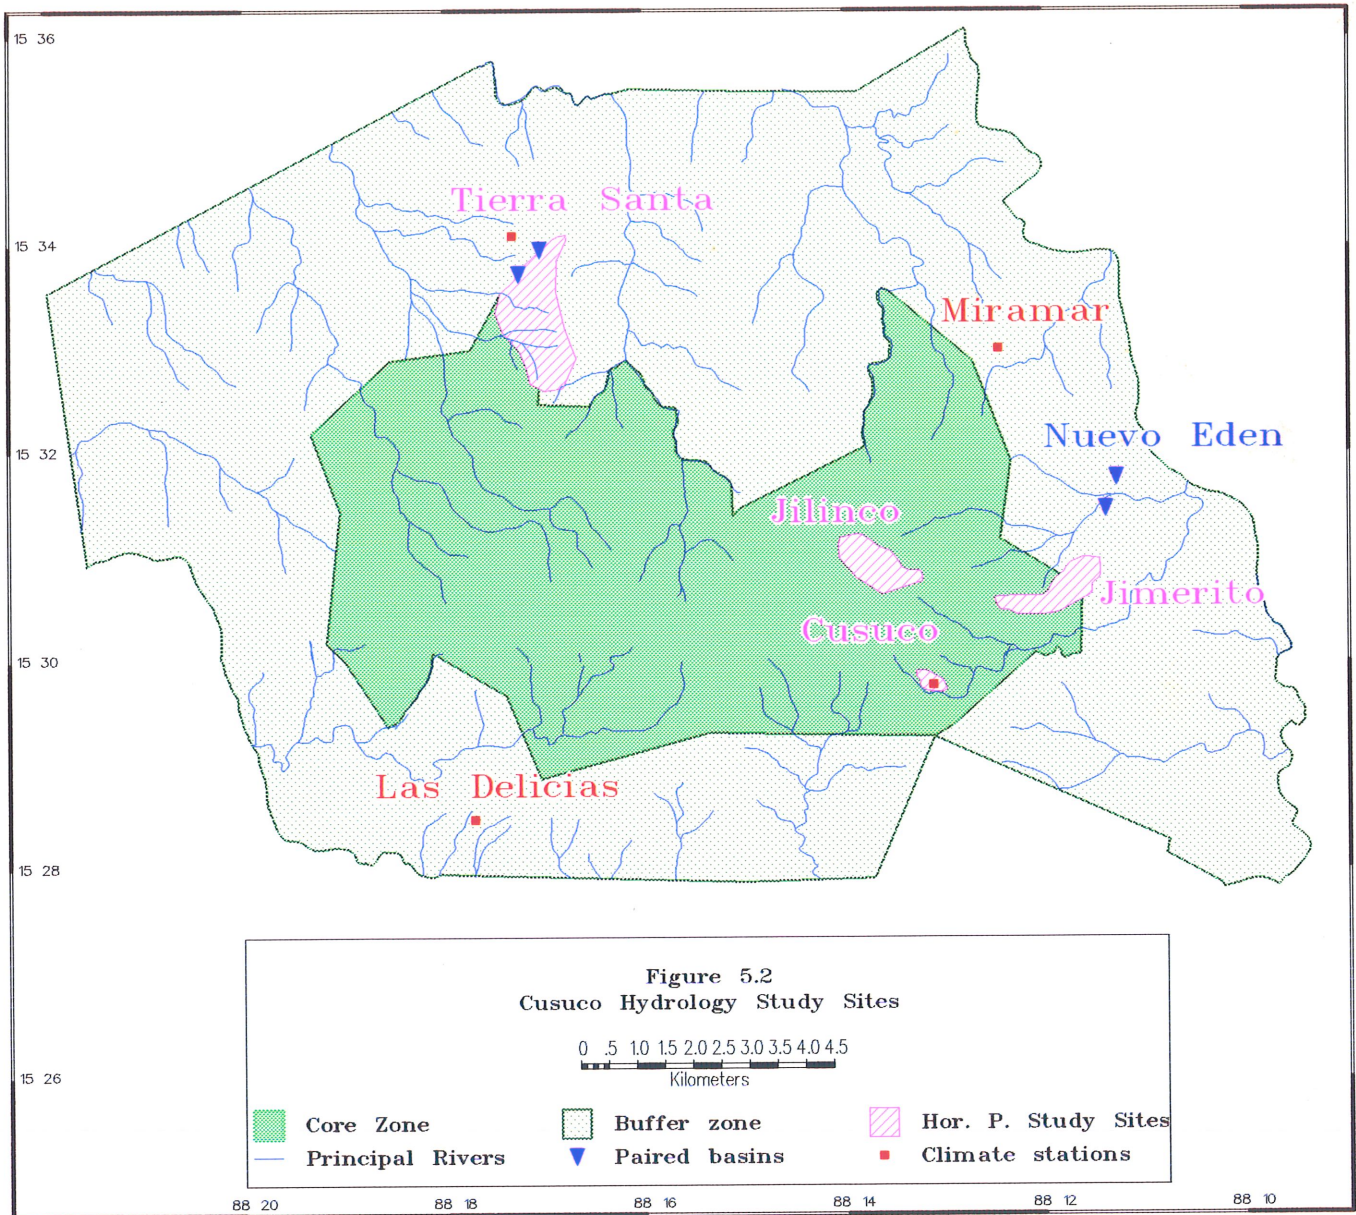 15 36
Tierra Santa
15 34
Miramar
Nuevo Eden
15 32
Jilinco
Jimerito
Cusuco
15 30
Las Delicias
15 28
Figure 5.2
Cusuco Hydrology Study Sites
0 .5 1.0 1.5 2.0 2.5 3.0 3.5 4.0 4.5
Kilometers
15 26
Core Zone
Buffer zone
Hor. P. Study Sites
Principal Rivers
Paired basins
Climate stations
88 20
88 18
88 16
88 14
88 12
88 10